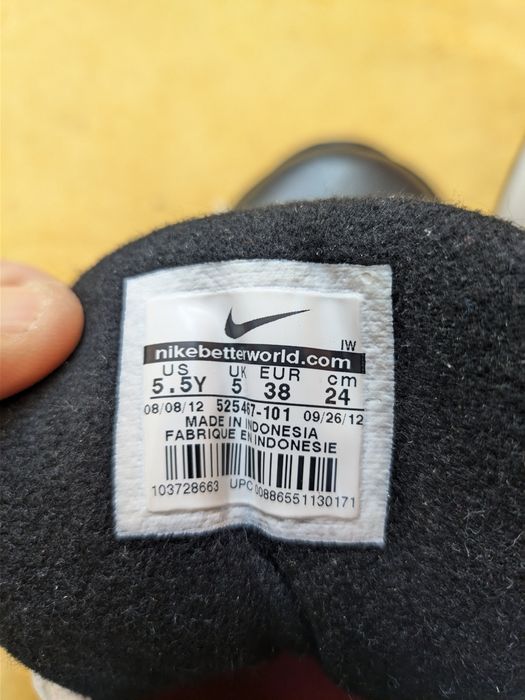 IW
nikebetterworld.com
US UK EUR cm
5.5Y 5 38 24
08/08/12 525467-101 09/26/12
MADE IN INDONESIA
FABRIQUE EN INDONESIE
103728663 UPC 00886551130171